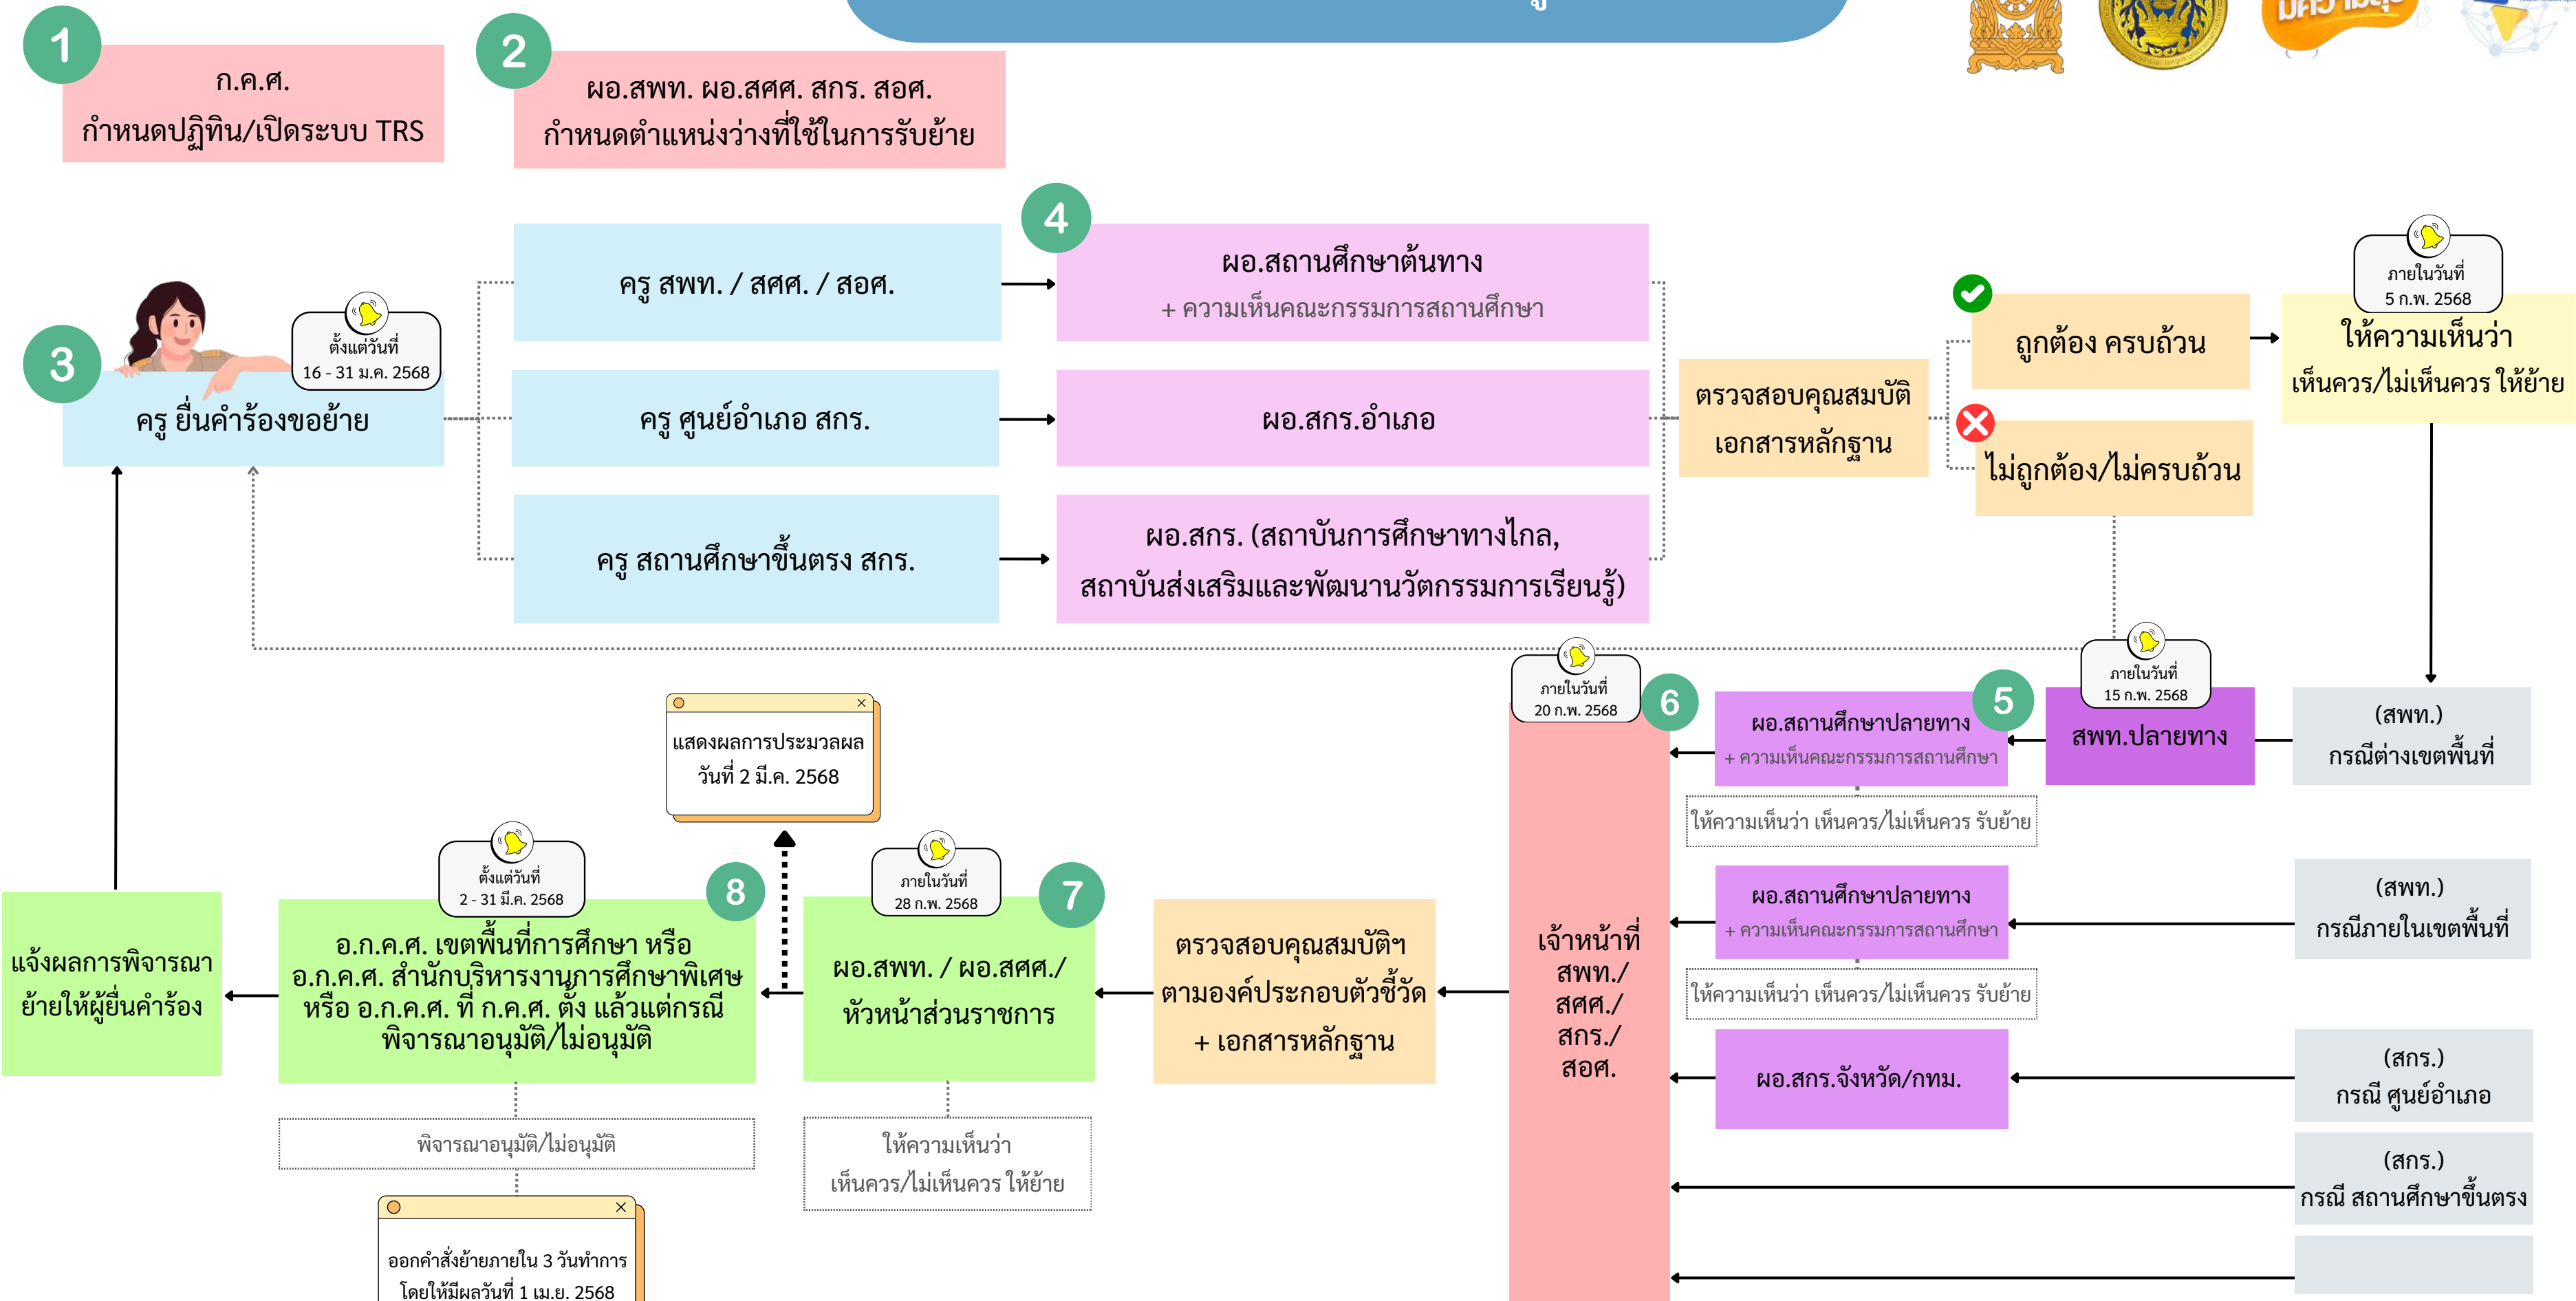 1
ก.ค.ศ.
กำหนดปฏิทิน/เปิดระบบ TRS
2
ผอ.สพท. ผอ.สศศ. สกร. สอศ.
กำหนดตำแหน่งว่างที่ใช้ในการรับย้าย
3
ตั้งแต่วันที่
16 - 31 ม.ค. 2568
ครู ยื่นคำร้องขอย้าย
ครู สพท. / สศศ. / สอศ.
ครู ศูนย์อำเภอ สกร.
ครู สถานศึกษาขึ้นตรง สกร.
4
ผอ.สถานศึกษาต้นทาง
+ ความเห็นคณะกรรมการสถานศึกษา
ผอ.สกร.อำเภอ
ผอ.สกร. (สถาบันการศึกษาทางไกล,
สถาบันส่งเสริมและพัฒนานวัตกรรมการเรียนรู้)
ตรวจสอบคุณสมบัติ
เอกสารหลักฐาน
ถูกต้อง ครบถ้วน
ไม่ถูกต้อง/ไม่ครบถ้วน
ภายในวันที่
5 ก.พ. 2568
ให้ความเห็นว่า
เห็นควร/ไม่เห็นควร ให้ย้าย
(สพท.)
กรณีต่างเขตพื้นที่
ภายในวันที่
15 ก.พ. 2568
สพท.ปลายทาง
5
ผอ.สถานศึกษาปลายทาง
+ ความเห็นคณะกรรมการสถานศึกษา
ให้ความเห็นว่า เห็นควร/ไม่เห็นควร รับย้าย
(สพท.)
กรณีภายในเขตพื้นที่
ผอ.สถานศึกษาปลายทาง
+ ความเห็นคณะกรรมการสถานศึกษา
ให้ความเห็นว่า เห็นควร/ไม่เห็นควร รับย้าย
(สกร.)
กรณี ศูนย์อำเภอ
ผอ.สกร.จังหวัด/กทม.
(สกร.)
กรณี สถานศึกษาขึ้นตรง
6
ภายในวันที่
20 ก.พ. 2568
เจ้าหน้าที่
สพท./
สศศ./
สกร./
สอศ.
ตรวจสอบคุณสมบัติฯ
ตามองค์ประกอบตัวชี้วัด
+ เอกสารหลักฐาน
7
ภายในวันที่
28 ก.พ. 2568
ผอ.สพท. / ผอ.สศศ./
หัวหน้าส่วนราชการ
ให้ความเห็นว่า
เห็นควร/ไม่เห็นควร ให้ย้าย
แสดงผลการประมวลผล
วันที่ 2 มี.ค. 2568
8
ตั้งแต่วันที่
2 - 31 มี.ค. 2568
อ.ก.ค.ศ. เขตพื้นที่การศึกษา หรือ
อ.ก.ค.ศ. สำนักบริหารงานการศึกษาพิเศษ
หรือ อ.ก.ค.ศ. ที่ ก.ค.ศ. ตั้ง แล้วแต่กรณี
พิจารณาอนุมัติ/ไม่อนุมัติ
พิจารณาอนุมัติ/ไม่อนุมัติ
ออกคำสั่งย้ายภายใน 3 วันทำการ
โดยให้มีผลวันที่ 1 เม.ย. 2568
แจ้งผลการพิจารณา
ย้ายให้ผู้ยื่นคำร้อง